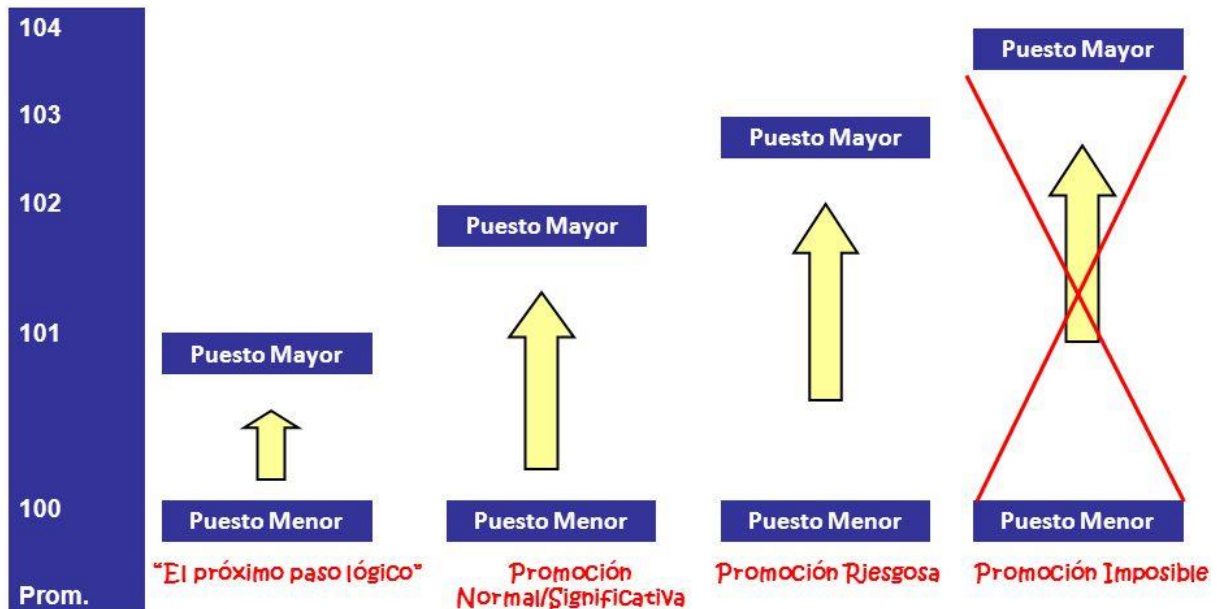 104
Puesto Mayor
103
Puesto Mayor
102
Puesto Mayor
101
Puesto Mayor
100
Puesto Menor
Puesto Menor
Puesto Menor
Puesto Menor
"El próximo paso lógico"
Promoción
Normal/Significativa
Promoción Riesgosa
Promoción Imposible
Prom.